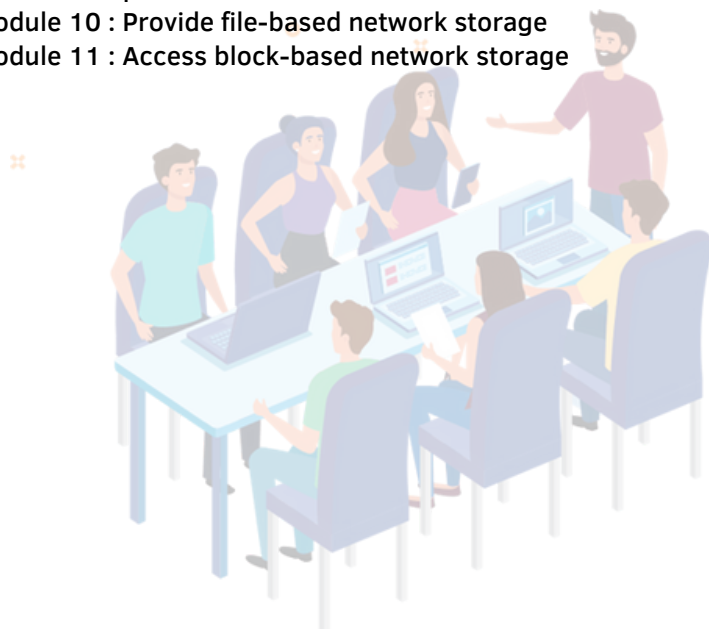 odule 10 : Provide file-based network storage
odule 11 : Access block-based network storage